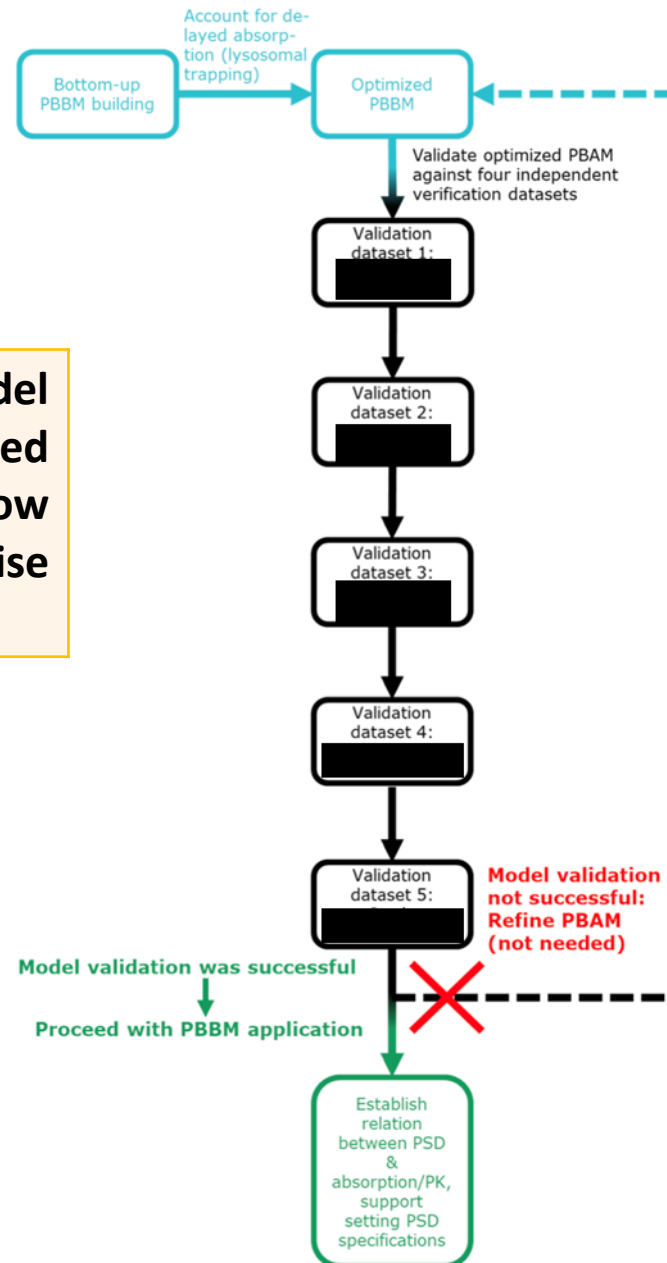 Account for de-
layed absorp-
tion (lysosomal
trapping)
Bottom-up
PBBM building
Optimized
PBBM
Validate optimized PBAM
against four independent
verification datasets
Validation
dataset 1:
del
ed
ow
ise
Validation
dataset 2:
Validation
dataset 3:
Validation
dataset 4:
Validation
dataset 5:
Model validation
not successful:
Refine PBAM
(not needed)
Model validation was successful
Proceed with PBBM application
Establish
relation
between PSD
&
absorption/PK,
support
setting PSD
specifications